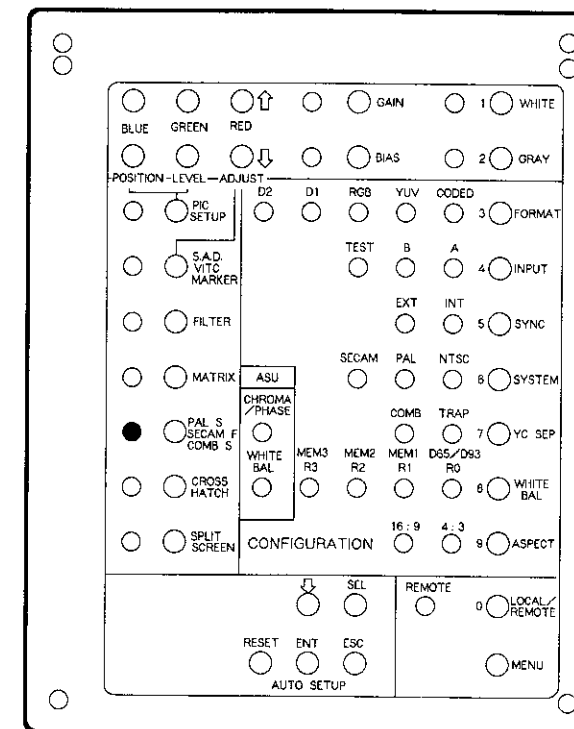 GAIN 1 WHITE
BLUE GREEN RED
BIAS 2 GRAY
POSITION-LEVEL-ADJUST
D2 D1 RGB YUV CODED
PIC
SETUP
3 FORMAT
TEST B A
S.A.D.
VITC
MARKER
4 INPUT
EXT INT
FILTER
5 SYNC
SECAM PAL NTSC
MATRIX
ASU
6 SYSTEM
CHROMA
/PHASE
COMB TRAP
PAL S
SECAM F
COMB S
7 YC SEP
WHITE
BAL
MEM3 MEM2 MEM1 D65/D93
R3 R2 R1 R0
CROSS
HATCH
8 WHITE
BAL
16:9 4:3
SPLIT
SCREEN
CONFIGURATION
9 ASPECT
SEL
REMOTE
0 LOCAL/
REMOTE
RESET ENT ESC
MENU
AUTO SETUP